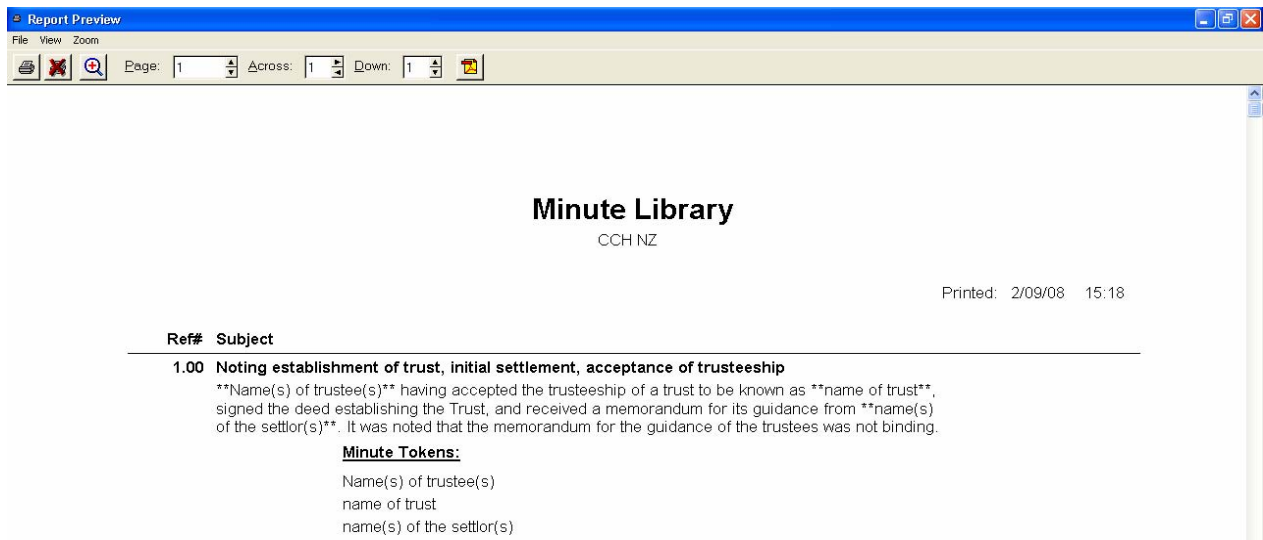 Report Preview
File View Zoom
Page: 1 Across: 1 Down: 1
Minute Library
CCH NZ
Printed: 2/09/08 15:18
Ref# Subject
1.00 Noting establishment of trust, initial settlement, acceptance of trusteeship
**Name(s) of trustee(s)** having accepted the trusteeship of a trust to be known as **name of trust**,
signed the deed establishing the Trust, and received a memorandum for its guidance from **name(s)
of the settlor(s)**. It was noted that the memorandum for the guidance of the trustees was not binding.
Minute Tokens:
Name(s) of trustee(s)
name of trust
name(s) of the settlor(s)